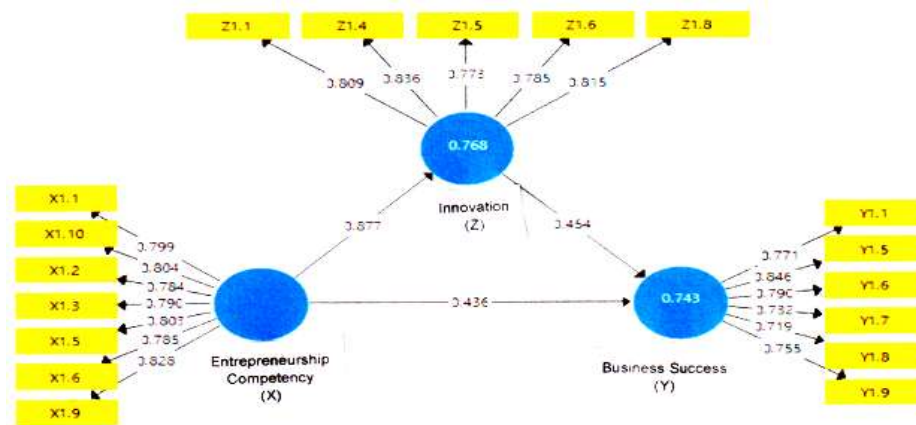 Z1.1
Z1.4
Z1.5
Z1.6
Z1.8
0.809
0.836
0.773
0.785
0.815
0.768
Innovation
(Z)
X1.1
X1.10
X1.2
X1.3
X1.5
X1.6
X1.9
0.799
0.804
0.784
0.790
0.803
0.785
0.828
0.877
0.454
0.436
Entrepreneurship
Competency
(X)
0.743
Business Success
(Y)
0.771
0.846
0.790
0.732
0.719
0.755
Y1.1
Y1.5
Y1.6
Y1.7
Y1.8
Y1.9